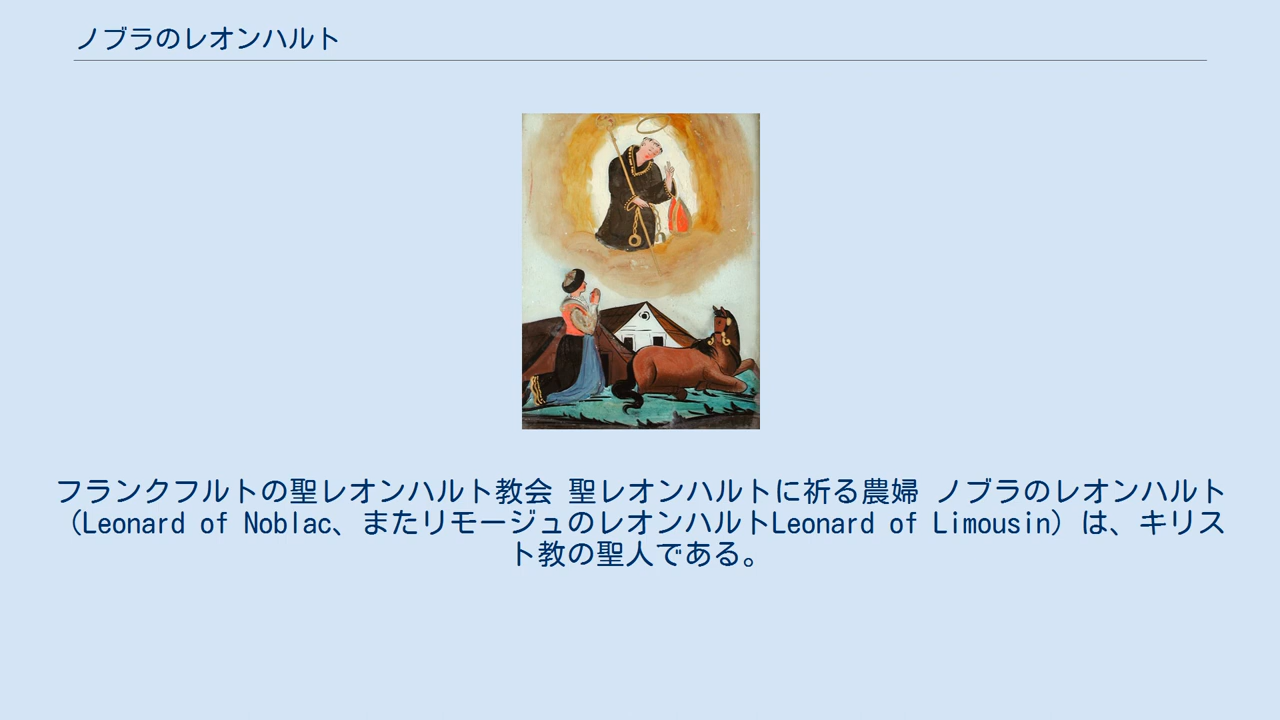 ノブラのレオンハルト
フランクフルトの聖レオンハルト教会 聖レオンハルトに祈る農婦 ノブラのレオンハルト
（Leonard of Noblac、またリモージュのレオンハルトLeonard of Limousin）は、キリス
ト教の聖人である。